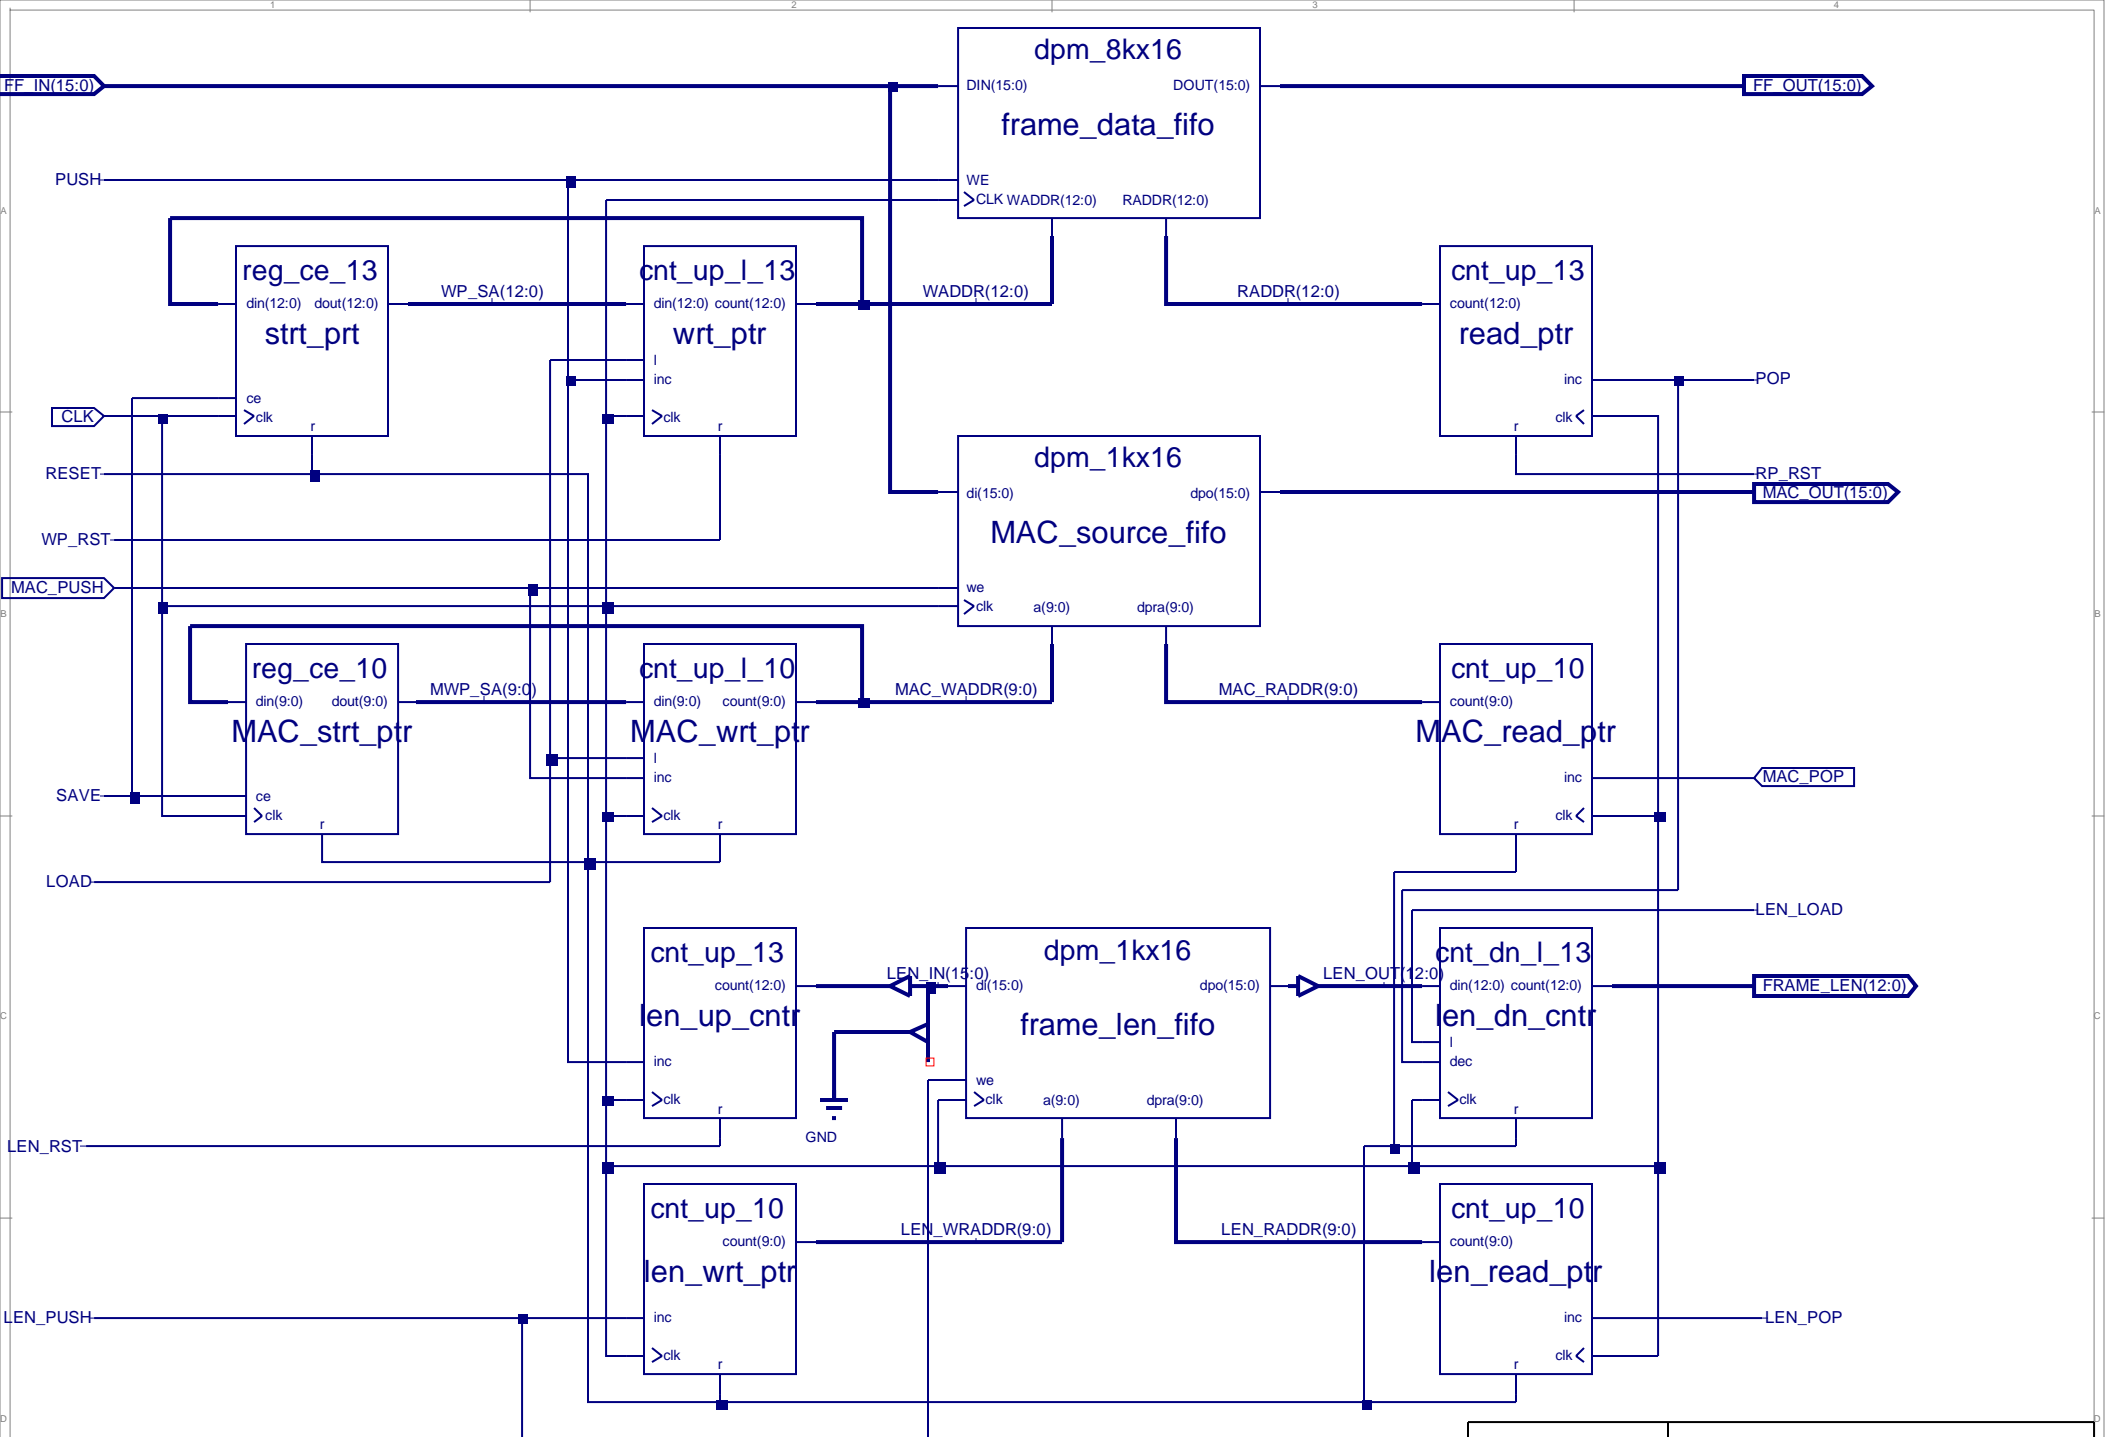 1 2 3 4
dpm_8kx16
FF_IN(15:0) DIN(15:0) DOUT(15:0) FF_OUT(15:0)
frame_data_fifo
PUSH WE
CLK WADDR(12:0) RADDR(12:0)
A A
reg_ce_13 cnt_up_l_13 cnt_up_13
din(12:0) dout(12:0) WP_SA(12:0) din(12:0) count(12:0) WADDR(12:0) RADDR(12:0) count(12:0)
strt_prt wrt_ptr read_ptr
l
inc inc POP
ce
CLK clk clk clk
r r r
dpm_1kx16
RESET RP_RST
di(15:0) dpo(15:0) MAC_OUT(15:0)
MAC_source_fifo
WP_RST
MAC_PUSH we
clk a(9:0) dpra(9:0)
B B
reg_ce_10 cnt_up_l_10 cnt_up_10
din(9:0) dout(9:0) MWP_SA(9:0) din(9:0) count(9:0) MAC_WADDR(9:0) MAC_RADDR(9:0) count(9:0)
MAC_strt_ptr MAC_wrt_ptr MAC_read_ptr
l
inc inc MAC_POP
SAVE ce
clk clk clk
r r r
LOAD
LEN_LOAD
cnt_up_13 dpm_1kx16 cnt_dn_l_13
count(12:0) LEN_IN(15:0) di(15:0) dpo(15:0) LEN_OUT(12:0) din(12:0) count(12:0) FRAME_LEN(12:0)
len_up_cntr frame_len_fifo len_dn_cntr
C C
l
inc dec
we
clk clk a(9:0) dpra(9:0) clk
r r
GND
LEN_RST
cnt_up_10 cnt_up_10
count(9:0) LEN_WRADDR(9:0) LEN_RADDR(9:0) count(9:0)
len_wrt_ptr len_read_ptr
LEN_PUSH inc inc LEN_POP
clk clk
r r
D D